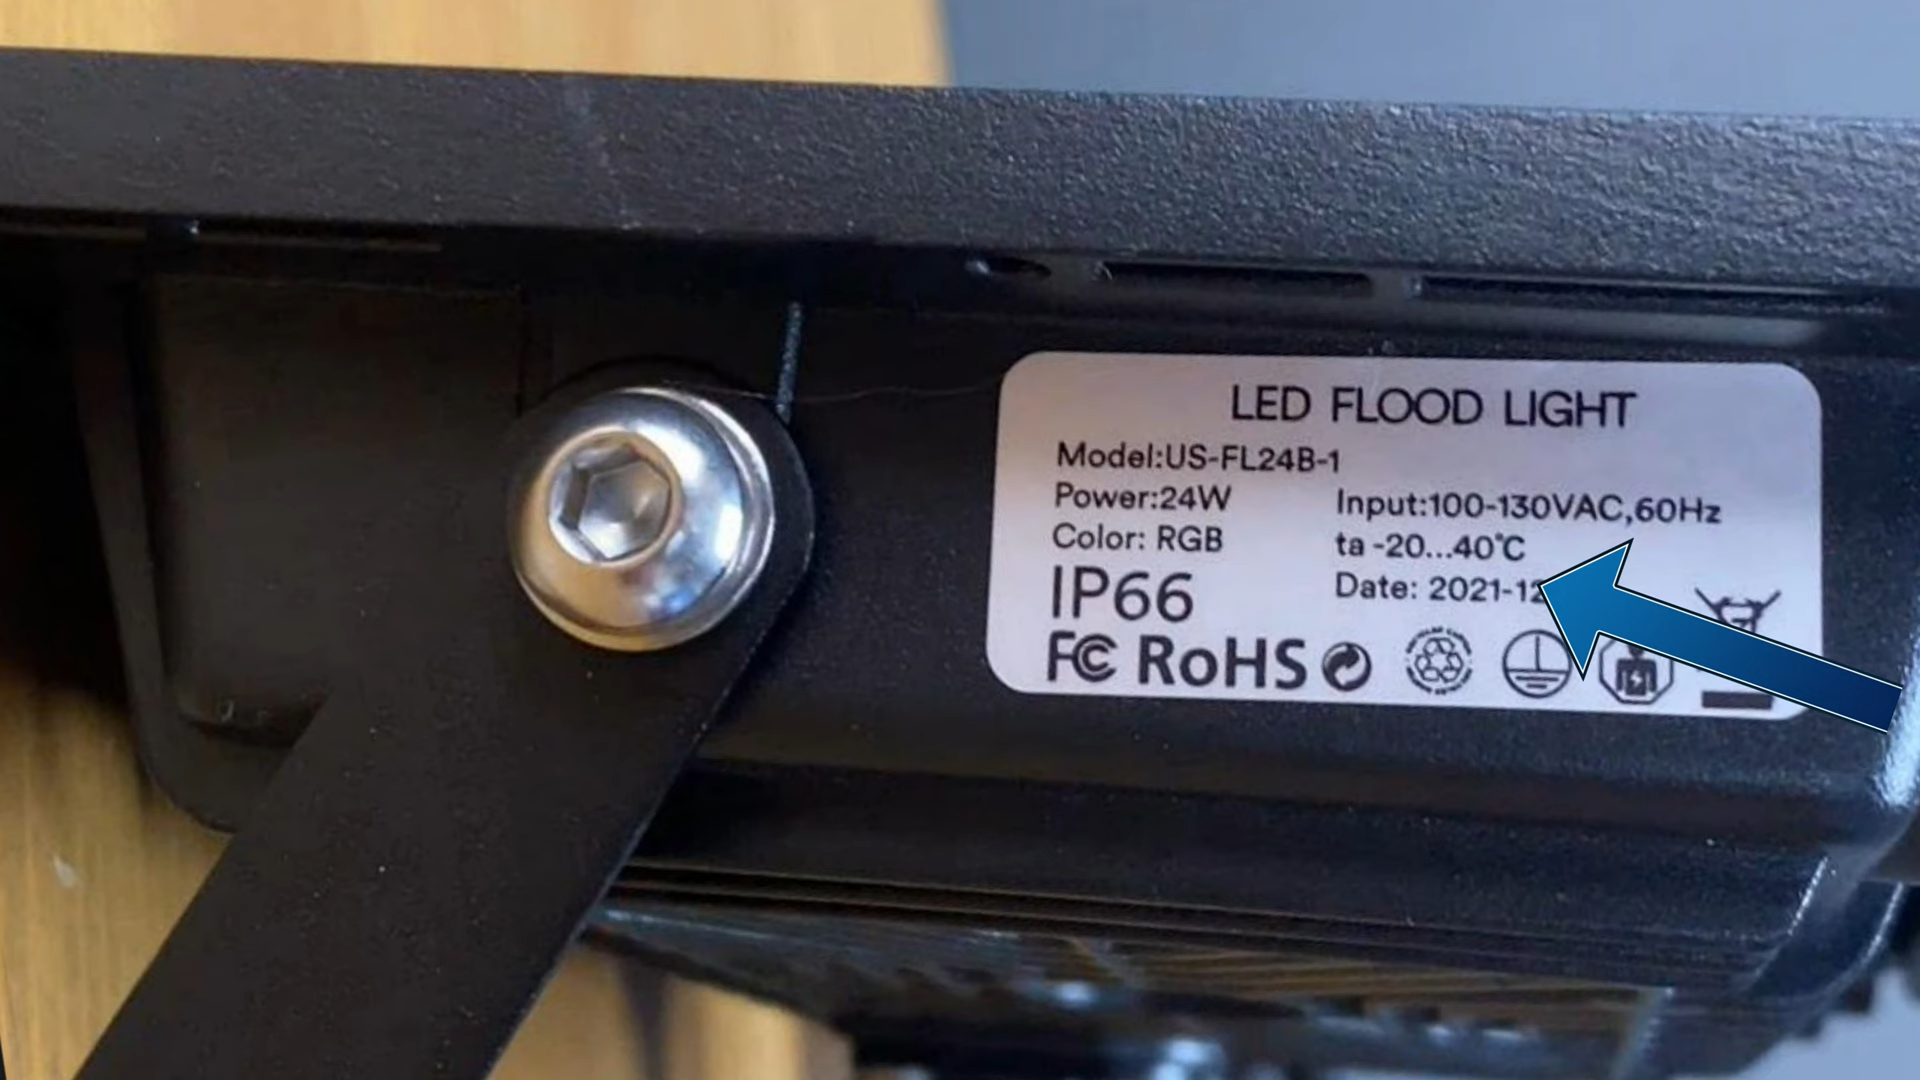 LED FLOOD LIGHT
Model:US-FL24B-1
Power:24W
Input:100-130VAC,60Hz
Color: RGB
ta -20...40℃
IP66
Date: 2021-12
FC RoHS